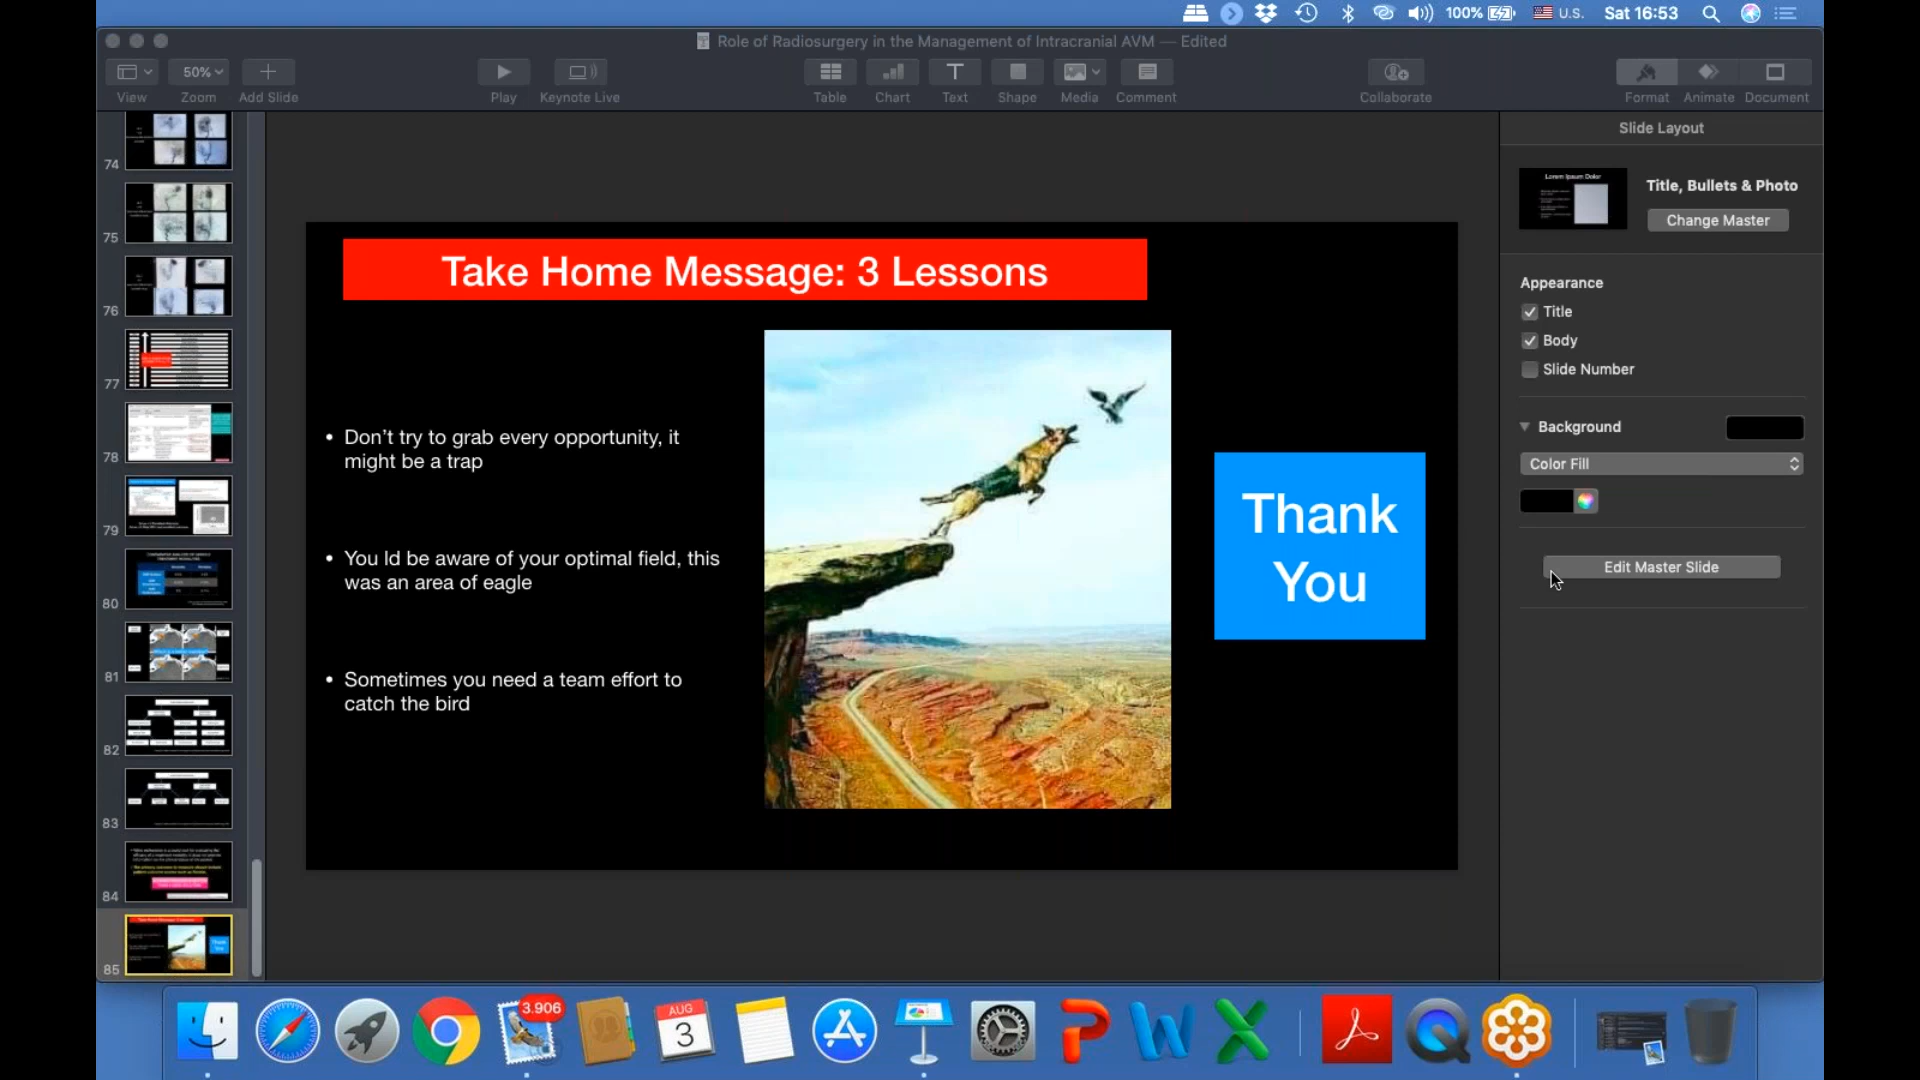 100%
U.S.
Sat 16:53
Role of Radiosurgery in the Management of Intracranial AVM — Edited
50%
View
Zoom
Add Slide
Play
Keynote Live
Table
Chart
Text
Shape
Media
Comment
Collaborate
Format
Animate
Document
74
75
76
77
78
79
80
81
82
83
84
85
Take Home Message: 3 Lessons
• Don't try to grab every opportunity, it
might be a trap
• You ld be aware of your optimal field, this
was an area of eagle
• Sometimes you need a team effort to
catch the bird
Thank
You
Slide Layout
Lorem Ipsum Dolor
Title, Bullets & Photo
Change Master
Appearance
Title
Body
Slide Number
Background
Color Fill
Edit Master Slide
3.906
AUG
3